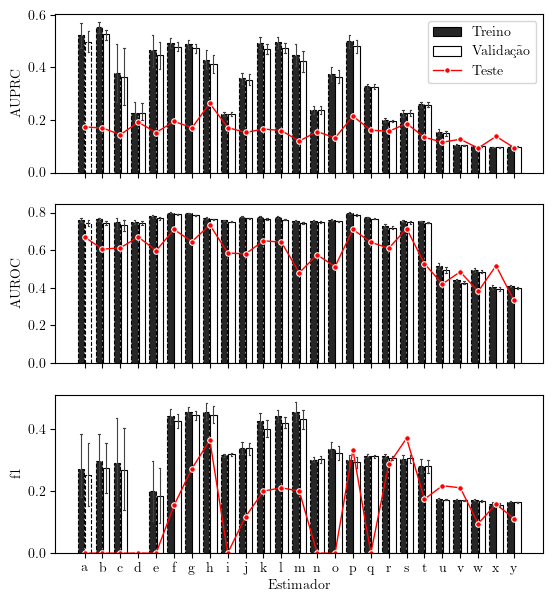 0.6
0.4
0.2
0.0
AUPRC
Treino
Validação
Teste
0.8
0.6
0.4
0.2
0.0
AUROC
0.4
0.2
0.0
f1
a b c d e f g h i j k l m n o p q r s t u v w x y
Estimador